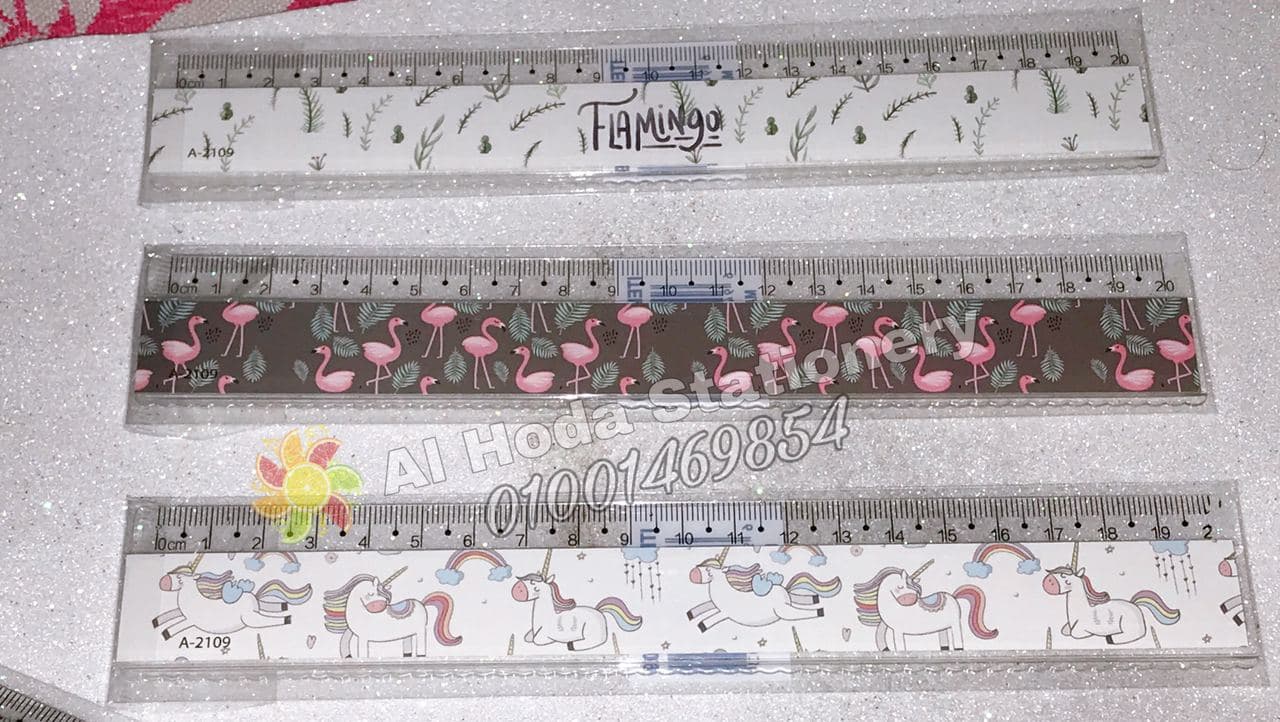 0cm 1 2 3 4 5 6 7 8 9 10 11 12 13 14 15 16 17 18 19 20
FLAMINGO
A-2109
0cm 1 2 3 4 5 6 7 8 9 10 11 12 13 14 15 16 17 18 19 20
A-2109
Al Hoda Stationery
01001469854
0cm 1 2 3 4 5 6 7 8 9 10 11 12 13 14 15 16 17 18 19 2
A-2109